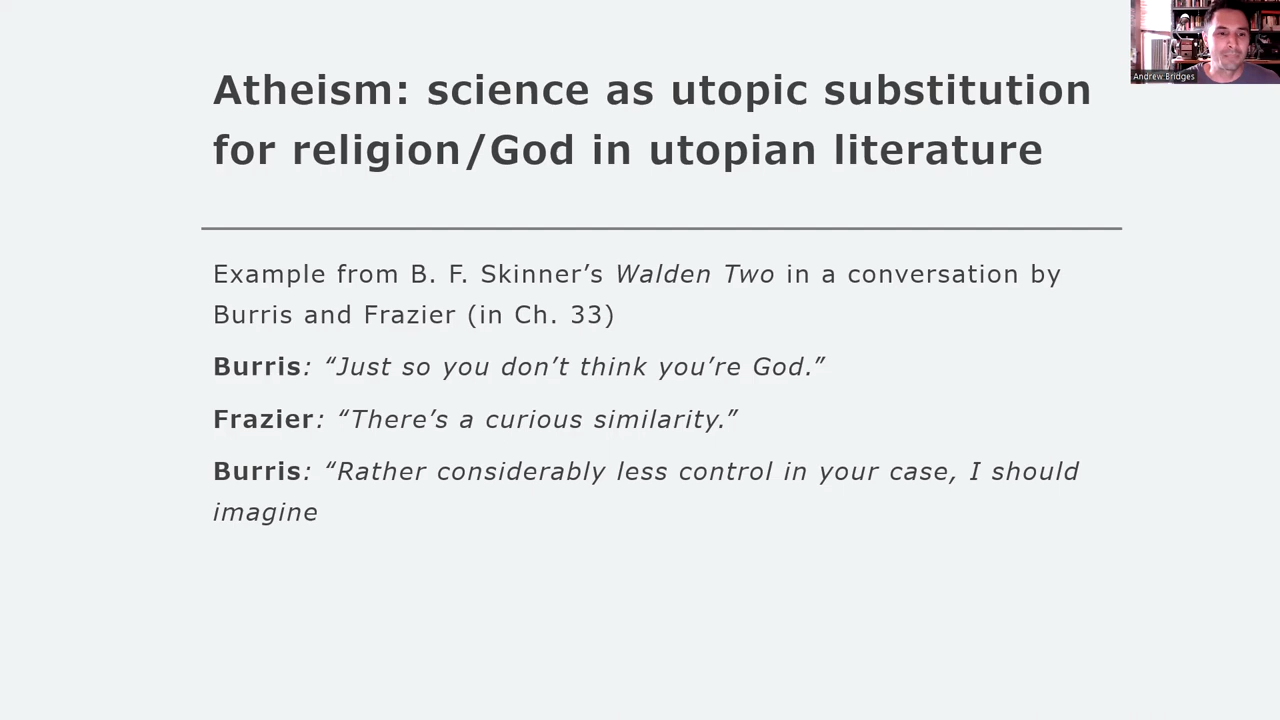 Atheism: science as utopic substitution
for religion/God in utopian literature
Andrew Bridges
Example from B. F. Skinner’s Walden Two in a conversation by
Burris and Frazier (in Ch. 33)
Burris: “Just so you don’t think you’re God.”
Frazier: “There’s a curious similarity.”
Burris: “Rather considerably less control in your case, I should
imagine